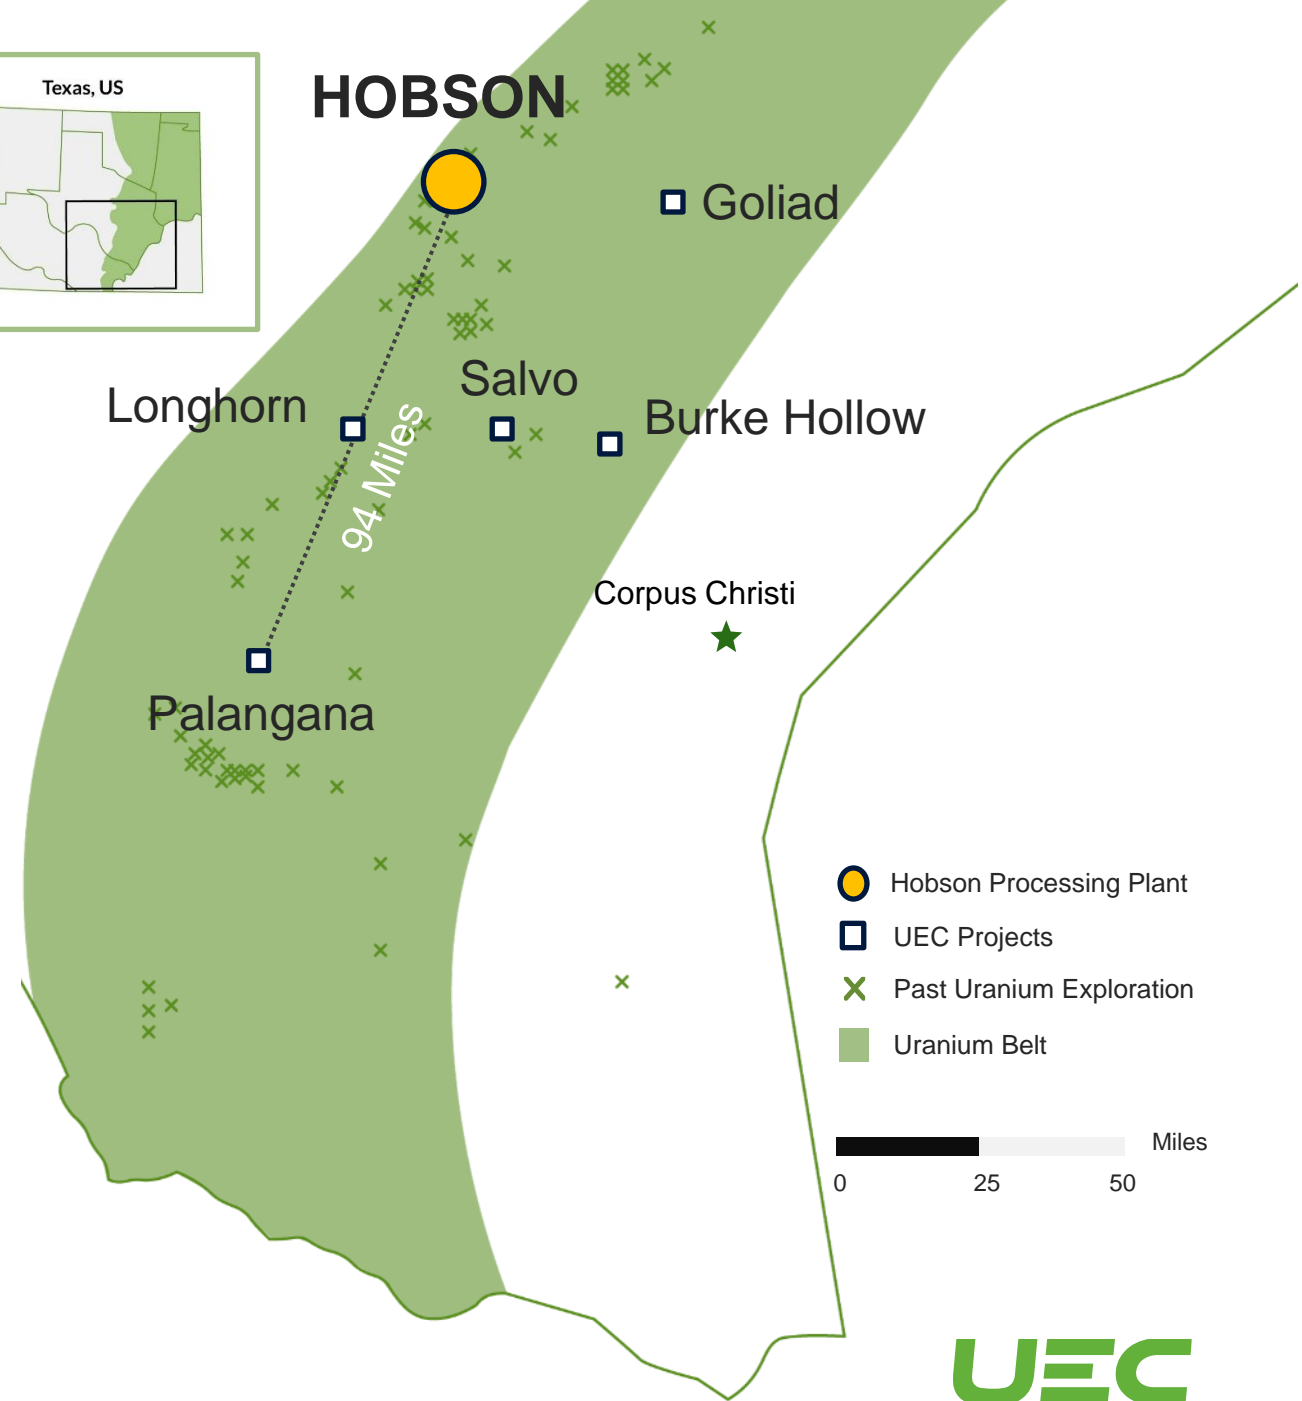 Texas, US
HOBSON
Goliad
Salvo
Longhorn
Burke Hollow
94 Miles
Corpus Christi
Palangana
Hobson Processing Plant
UEC Projects
Past Uranium Exploration
Uranium Belt
Miles
0 25 50
UEC